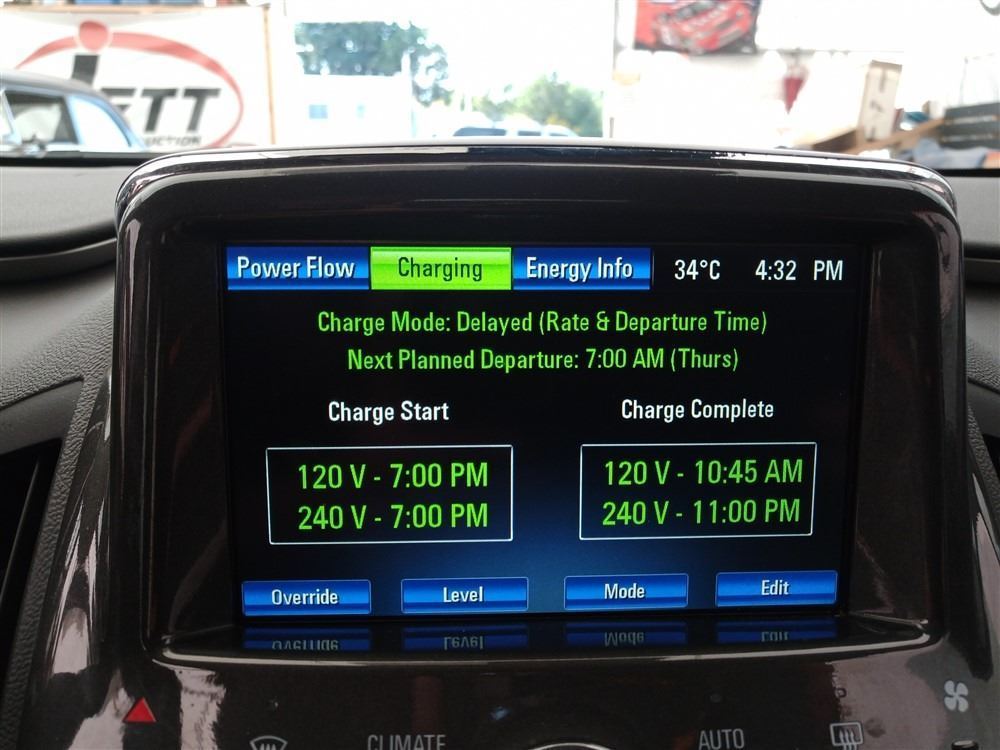 ETT
Power Flow Charging Energy Info 34°C 4:32 PM
Charge Mode: Delayed (Rate & Departure Time)
Next Planned Departure: 7:00 AM (Thurs)
Charge Start Charge Complete
120 V - 7:00 PM
240 V - 7:00 PM
120 V - 10:45 AM
240 V - 11:00 PM
Override Level Mode Edit
CLIMATE AUTO